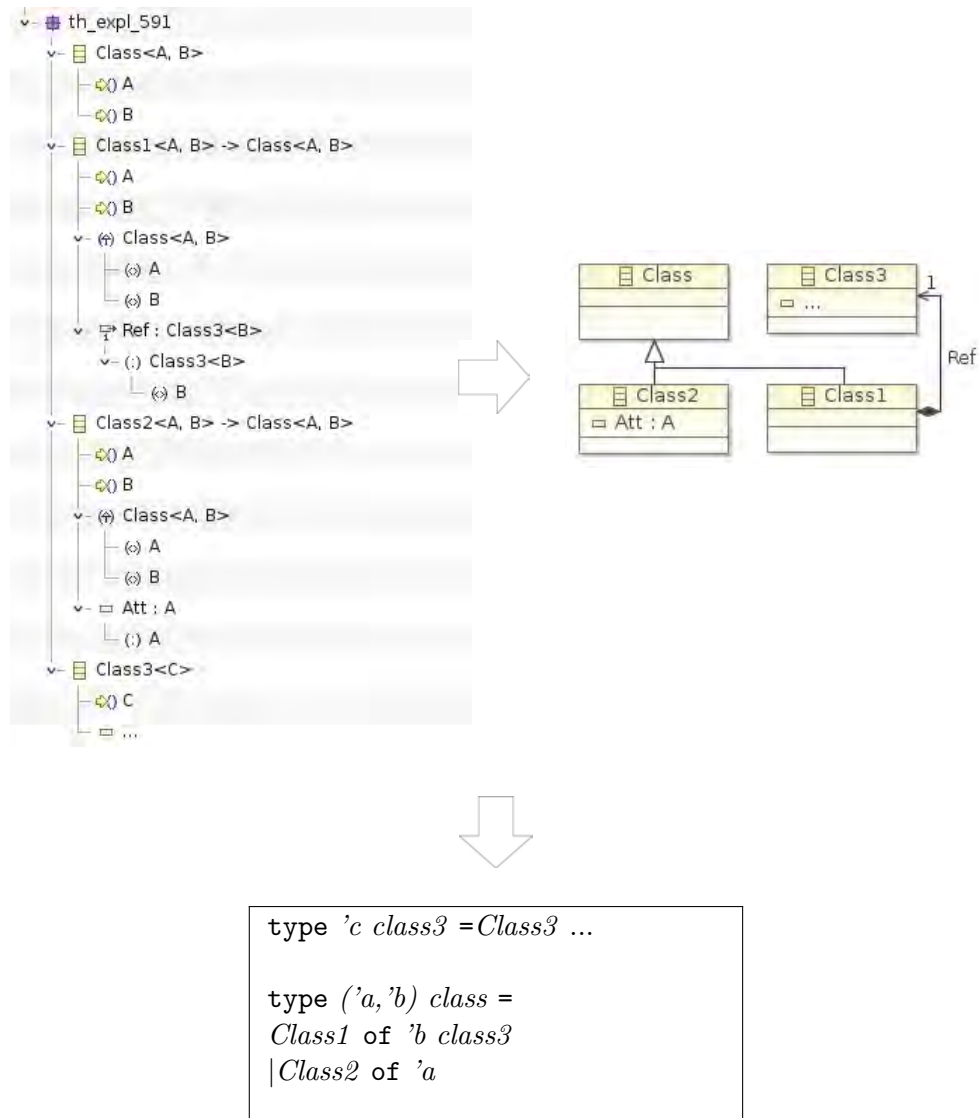 th_expl_591
Class<A, B>
A
B
Class1<A, B> -> Class<A, B>
A
B
Class<A, B>
A
B
Ref : Class3<B>
Class3<B>
B
Class2<A, B> -> Class<A, B>
A
B
Class<A, B>
A
B
Att : A
A
Class3<C>
C
...
Class
Class3
...
1
Ref
Class2
Att : A
Class1
type 'c class3 =Class3 ...
type ('a,'b) class =
Class1 of 'b class3
|Class2 of 'a